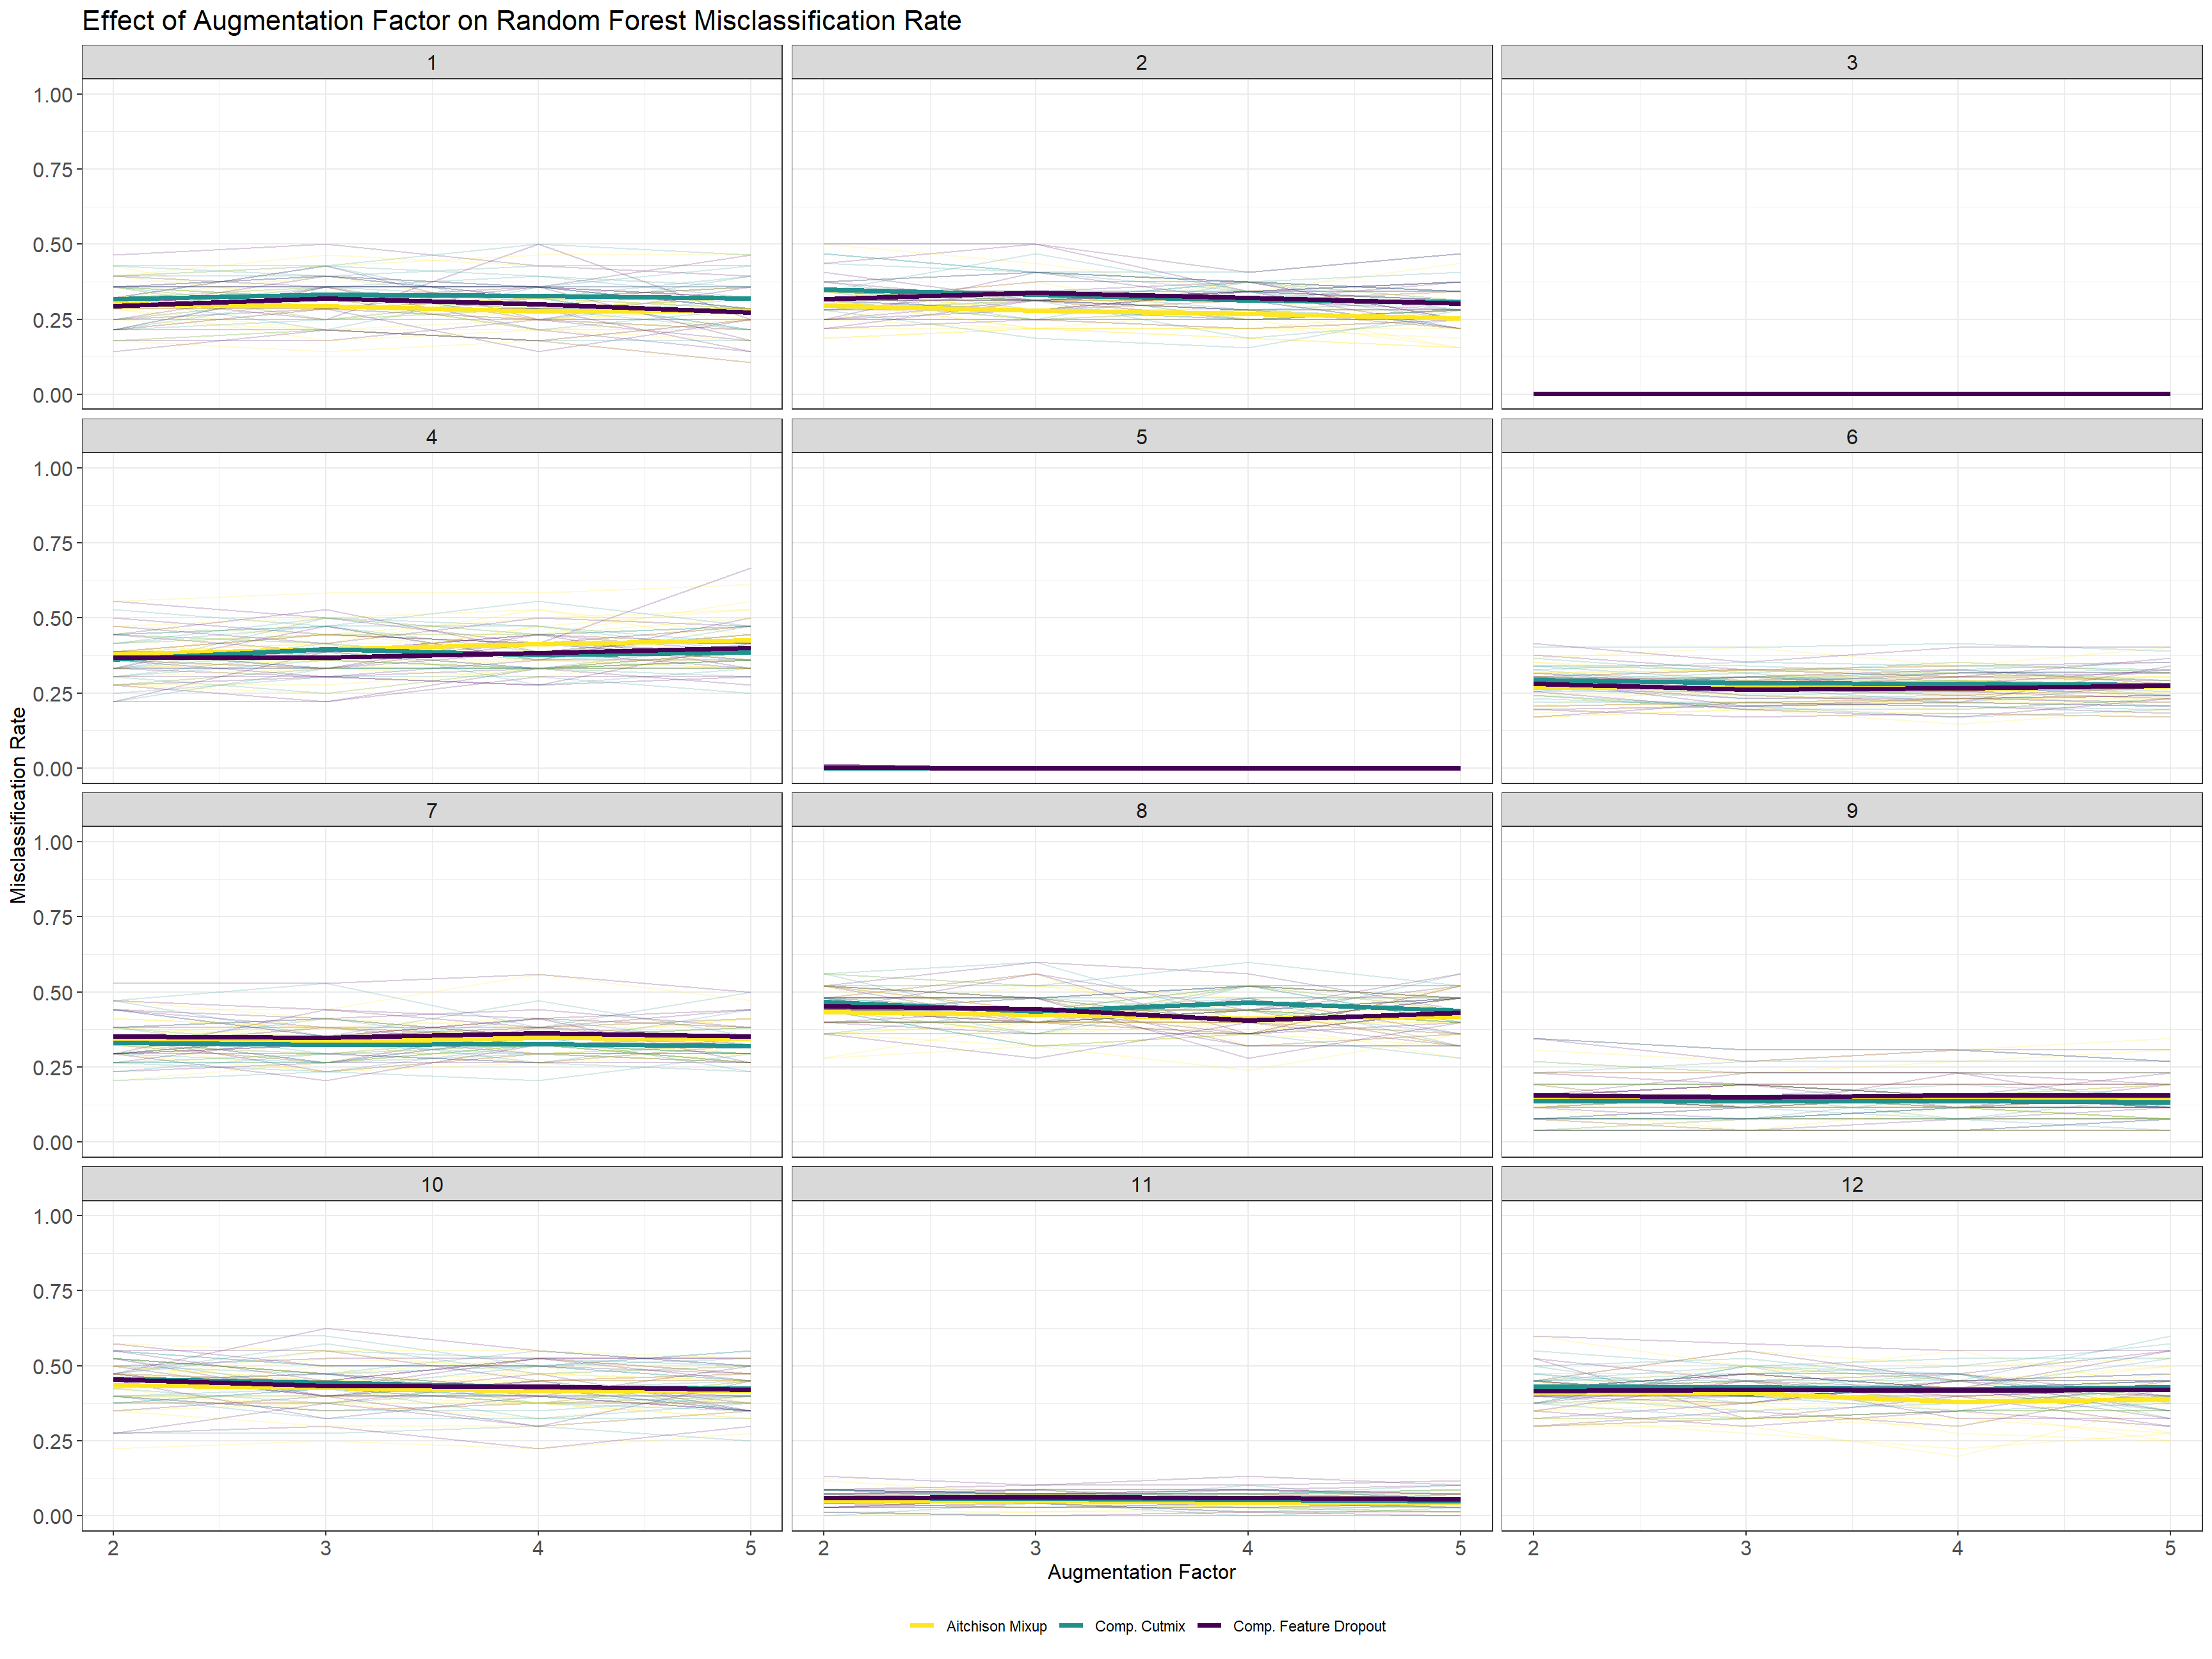 Effect of Augmentation Factor on Random Forest Misclassification Rate
1 2 3
1.00
0.75
0.50
0.25
0.00
4 5 6
1.00
0.75
0.50
0.25
0.00
Misclassification Rate
7 8 9
1.00
0.75
0.50
0.25
0.00
10 11 12
1.00
0.75
0.50
0.25
0.00
2 3 4 5 2 3 4 5 2 3 4 5
Augmentation Factor
Aitchison Mixup Comp. Cutmix Comp. Feature Dropout